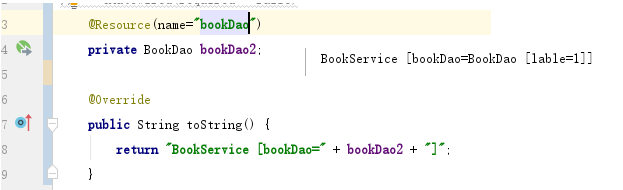 3 @Resource(name="bookDao")
4 private BookDao bookDao2;
BookService [bookDao=BookDao [lable=1]]
5
6 @Override
7 public String toString() {
8 return "BookService [bookDao=" + bookDao2 + "]";
9 }